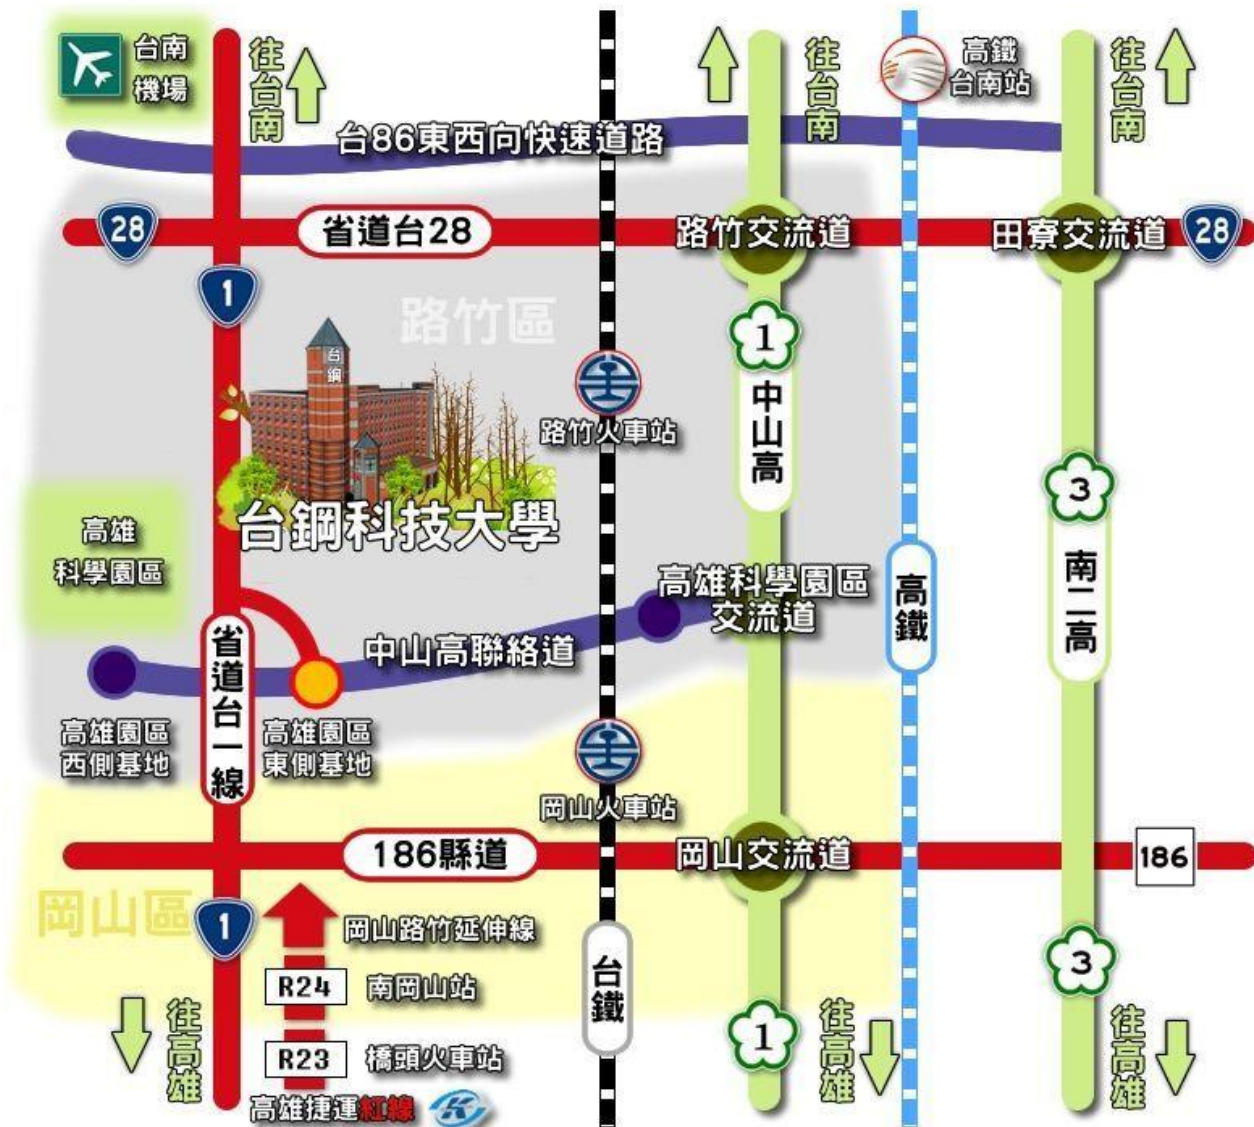 台南
機場
往台南
往台南
高鐵
台南站
往台南
台86東西向快速道路
28
省道台28
路竹交流道
田寮交流道
28
1
路竹區
台鋼
1
中山高
路竹火車站
3
台鋼科技大學
高雄
科學園區
高雄科學園區
交流道
高鐵
南二高
省道台一線
中山高聯絡道
高雄園區
西側基地
高雄園區
東側基地
岡山火車站
186縣道
岡山交流道
186
岡山區
1
岡山路竹延伸線
台鐵
3
R24
南岡山站
往高雄
1
往高雄
往高雄
R23
橋頭火車站
高雄捷運紅線
K